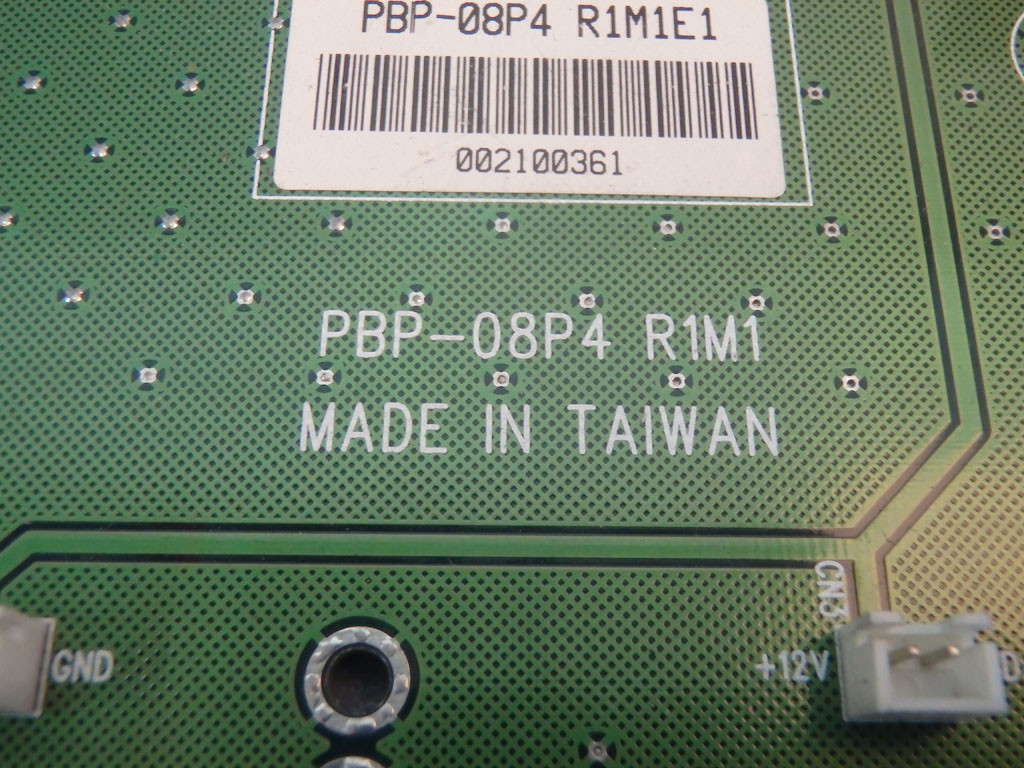 PBP-08P4 R1M1E1
002100361
PBP-08P4 R1M1
MADE IN TAIWAN
CN3
GND
+12V